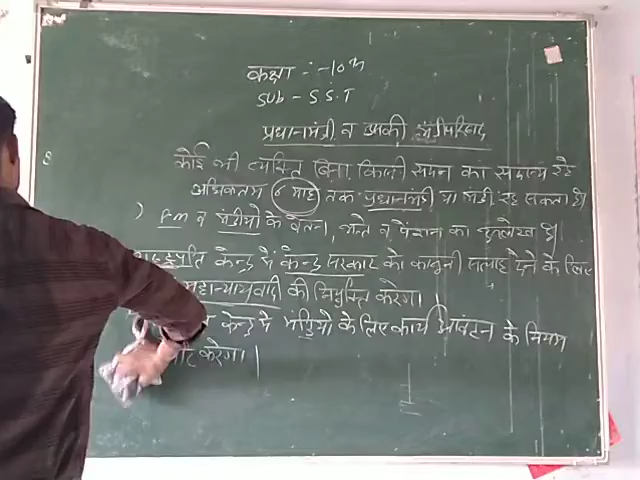 कक्षा :- 10th
Sub - S.S.T
प्रधानमंत्री व उसकी मंत्रीपरिषद
कोई भी व्यक्ति बिना किसी सदन का सदस्य रहे
अधिकतम 6 माह तक प्रधानमंत्री या मंत्री रह सकता है।
) P.m व मंत्रीयो के वेतन, भत्ते व पेंशन का उल्लेख है।
राष्ट्रपति केन्द्र में केन्द्र सरकार को कानूनी सलाह देने के लिए
महान्यायवादी की नियुक्ति करेगा।
केन्द्र में मंत्रियो के लिए कार्य आवंटन के नियम
करेगा।